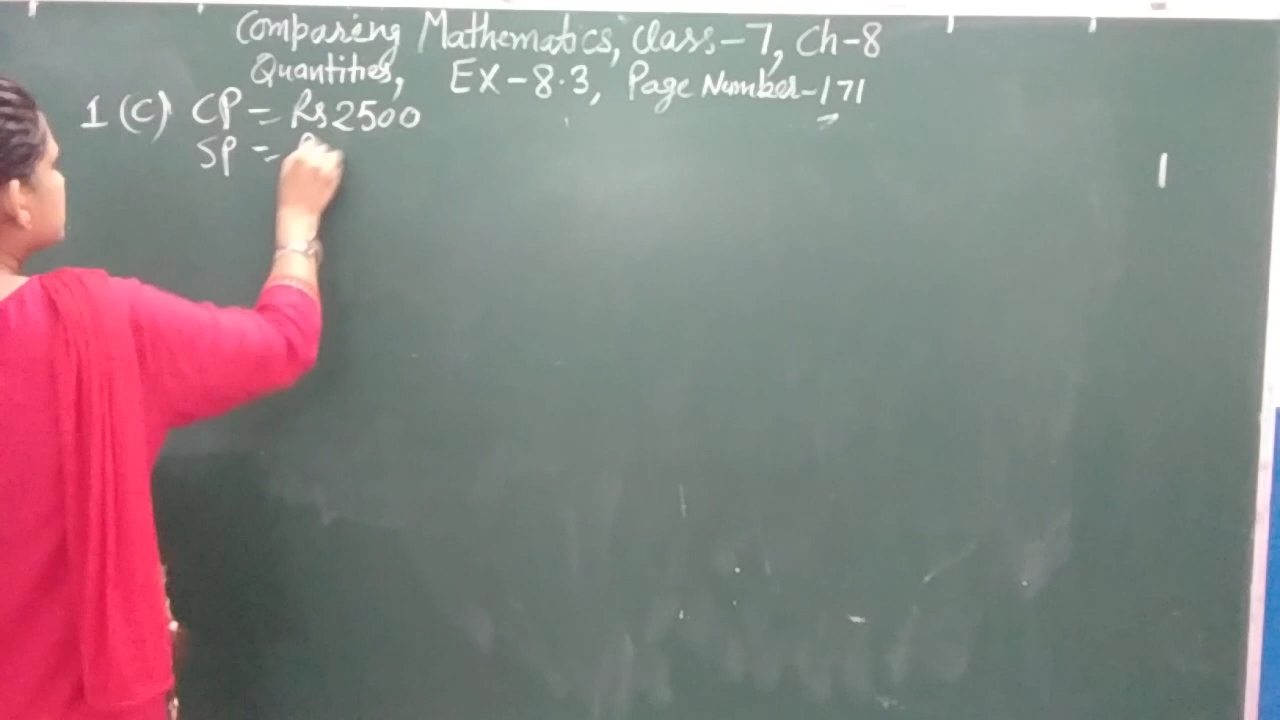 Comparing Mathematics, Class-7, Ch-8
Quantities, EX-8.3, Page Number-171
1 (C) CP = Rs 2500
SP =